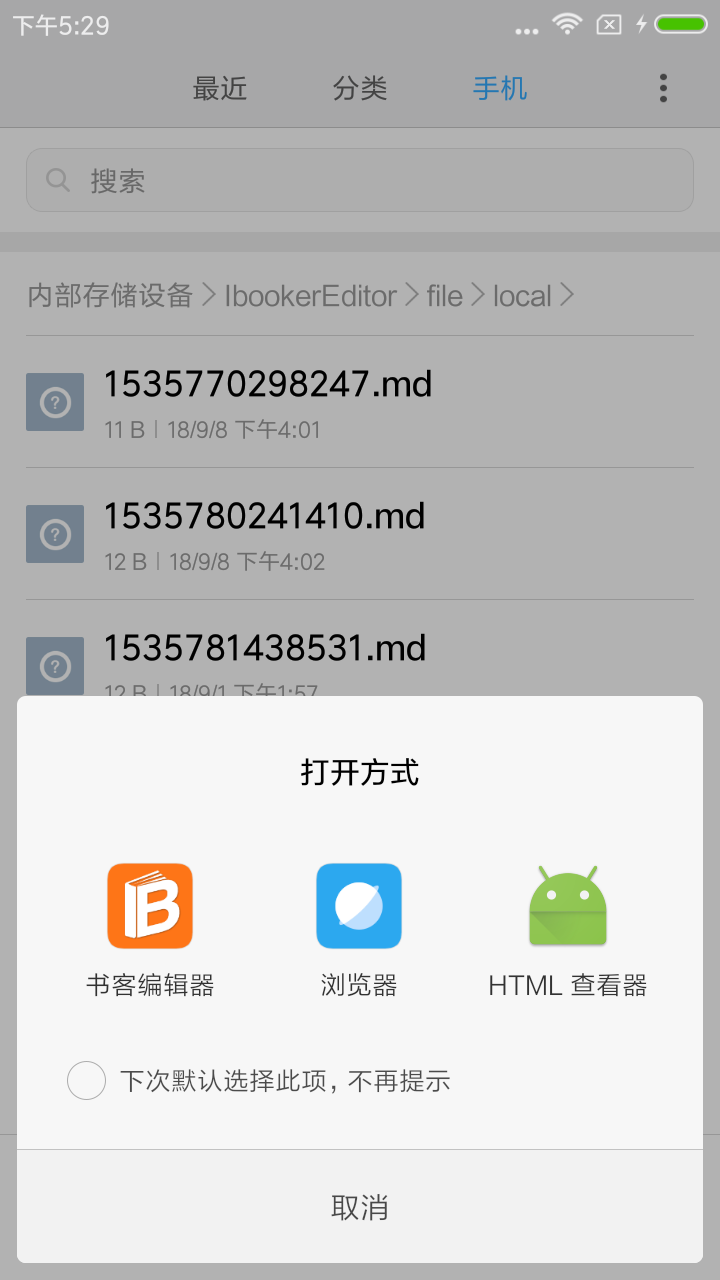 下午5:29
最近 分类 手机
搜索
内部存储设备 IbookerEditor file local
1535770298247.md
11 B 18/9/8 下午4:01
1535780241410.md
12 B 18/9/8 下午4:02
1535781438531.md
12 B 18/9/1 下午1:57
打开方式
书客编辑器 浏览器 HTML 查看器
下次默认选择此项，不再提示
取消